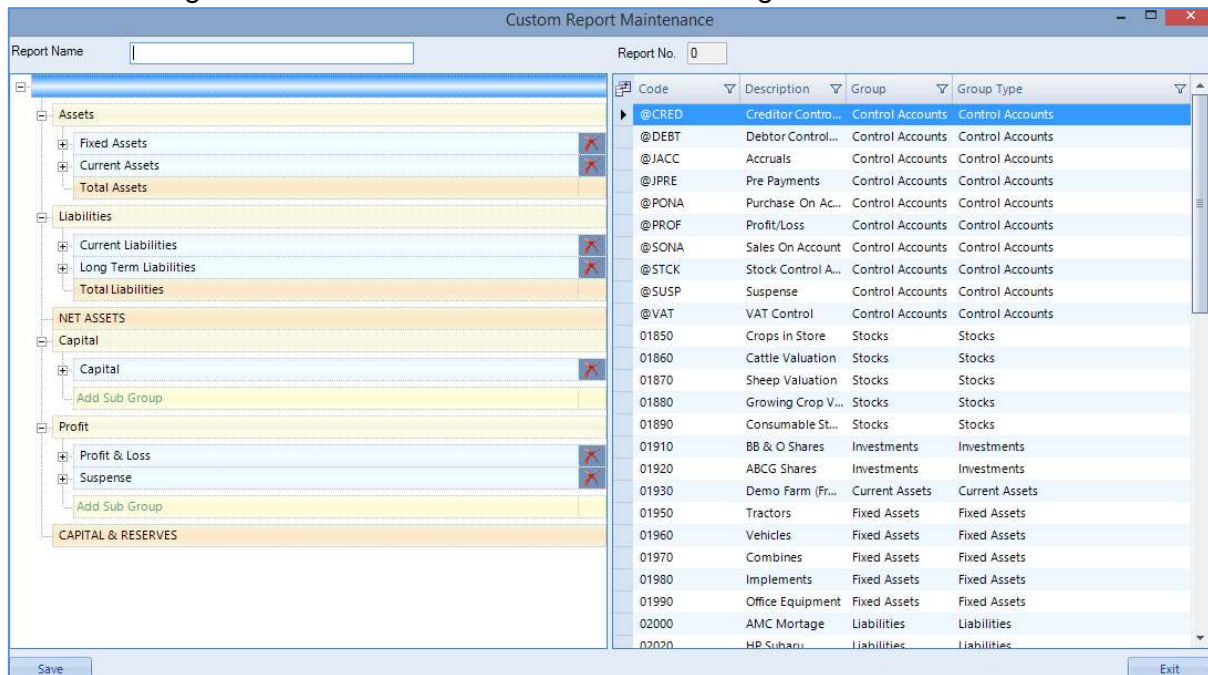 Custom Report Maintenance
Report Name
Report No. 0
Assets
Fixed Assets
Current Assets
Total Assets
Liabilities
Current Liabilities
Long Term Liabilities
Total Liabilities
NET ASSETS
Capital
Capital
Add Sub Group
Profit
Profit & Loss
Suspense
Add Sub Group
CAPITAL & RESERVES
Code Description Group Group Type
@CRED Creditor Contro... Control Accounts Control Accounts
@DEBT Debtor Control... Control Accounts Control Accounts
@JACC Accruals Control Accounts Control Accounts
@JPRE Pre Payments Control Accounts Control Accounts
@PONA Purchase On Ac... Control Accounts Control Accounts
@PROF Profit/Loss Control Accounts Control Accounts
@SONA Sales On Account Control Accounts Control Accounts
@STCK Stock Control A... Control Accounts Control Accounts
@SUSP Suspense Control Accounts Control Accounts
@VAT VAT Control Control Accounts Control Accounts
01850 Crops in Store Stocks Stocks
01860 Cattle Valuation Stocks Stocks
01870 Sheep Valuation Stocks Stocks
01880 Growing Crop V... Stocks Stocks
01890 Consumable St... Stocks Stocks
01910 BB & O Shares Investments Investments
01920 ABCG Shares Investments Investments
01930 Demo Farm (Fr... Current Assets Current Assets
01950 Tractors Fixed Assets Fixed Assets
01960 Vehicles Fixed Assets Fixed Assets
01970 Combines Fixed Assets Fixed Assets
01980 Implements Fixed Assets Fixed Assets
01990 Office Equipment Fixed Assets Fixed Assets
02000 AMC Mortage Liabilities Liabilities
02020 HP Subaru Liabilities Liabilities
Save
Exit